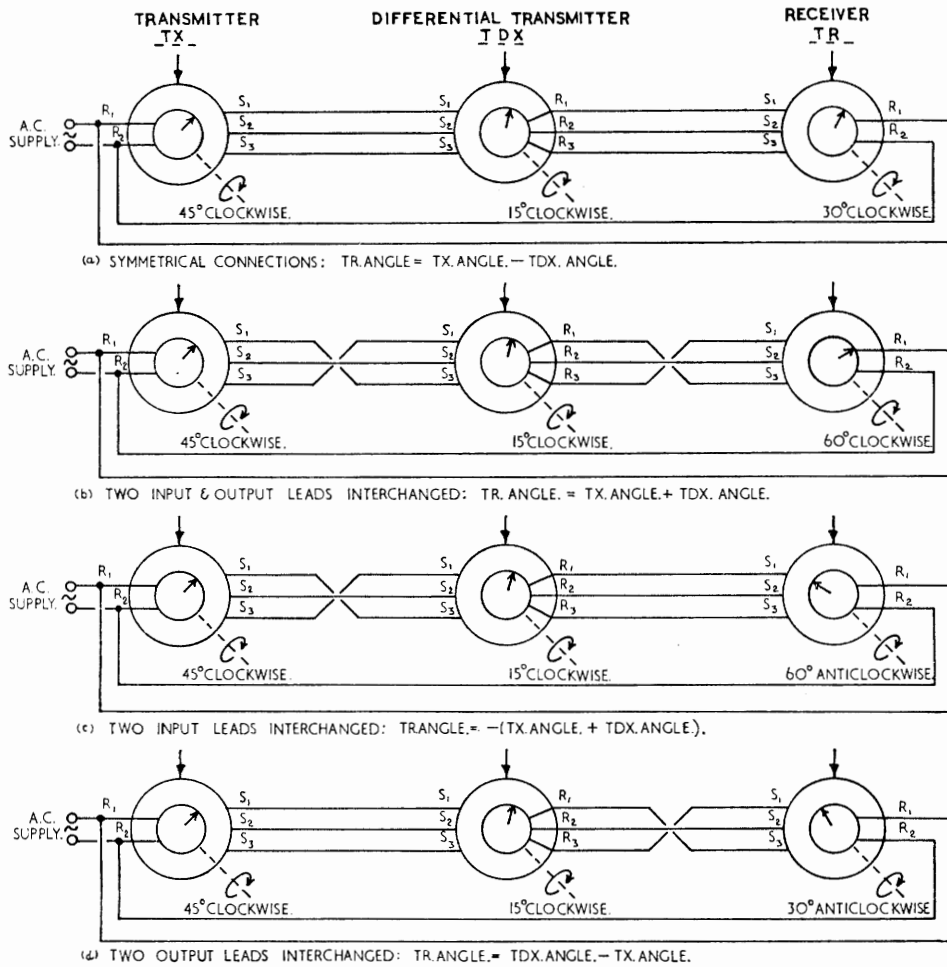 TRANSMITTER DIFFERENTIAL TRANSMITTER RECEIVER
TX TDX TR
A.C. SUPPLY. R₁ R₂ S₁ S₂ S₃ S₁ S₂ S₃ R₁ R₂ R₃ S₁ S₂ S₃ R₁ R₂
45° CLOCKWISE. 15° CLOCKWISE. 30° CLOCKWISE.
(a) SYMMETRICAL CONNECTIONS: TR.ANGLE = TX.ANGLE. – TDX. ANGLE.
A.C. SUPPLY. R₁ R₂ S₁ S₂ S₃ S₁ S₂ S₃ R₁ R₂ R₃ S₁ S₂ S₃ R₁ R₂
45° CLOCKWISE. 15° CLOCKWISE. 60° CLOCKWISE.
(b) TWO INPUT & OUTPUT LEADS INTERCHANGED: TR. ANGLE. = TX.ANGLE.+ TDX. ANGLE.
A.C. SUPPLY. R₁ R₂ S₁ S₂ S₃ S₁ S₂ S₃ R₁ R₂ R₃ S₁ S₂ S₃ R₁ R₂
45° CLOCKWISE. 15° CLOCKWISE. 60° ANTICLOCKWISE.
(c) TWO INPUT LEADS INTERCHANGED: TRANGLE.= –(TX.ANGLE. + TDX.ANGLE.).
A.C. SUPPLY. R₁ R₂ S₁ S₂ S₃ S₁ S₂ S₃ R₁ R₂ R₃ S₁ S₂ S₃ R₁ R₂
45° CLOCKWISE. 15° CLOCKWISE. 30° ANTICLOCKWISE.
(d) TWO OUTPUT LEADS INTERCHANGED: TR.ANGLE.= TDX.ANGLE.– TX.ANGLE.